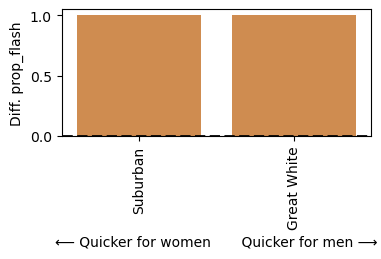 Diff. prop_flash
1.0
0.5
0.0
Suburban
Great White
⟵ Quicker for women
Quicker for men ⟶